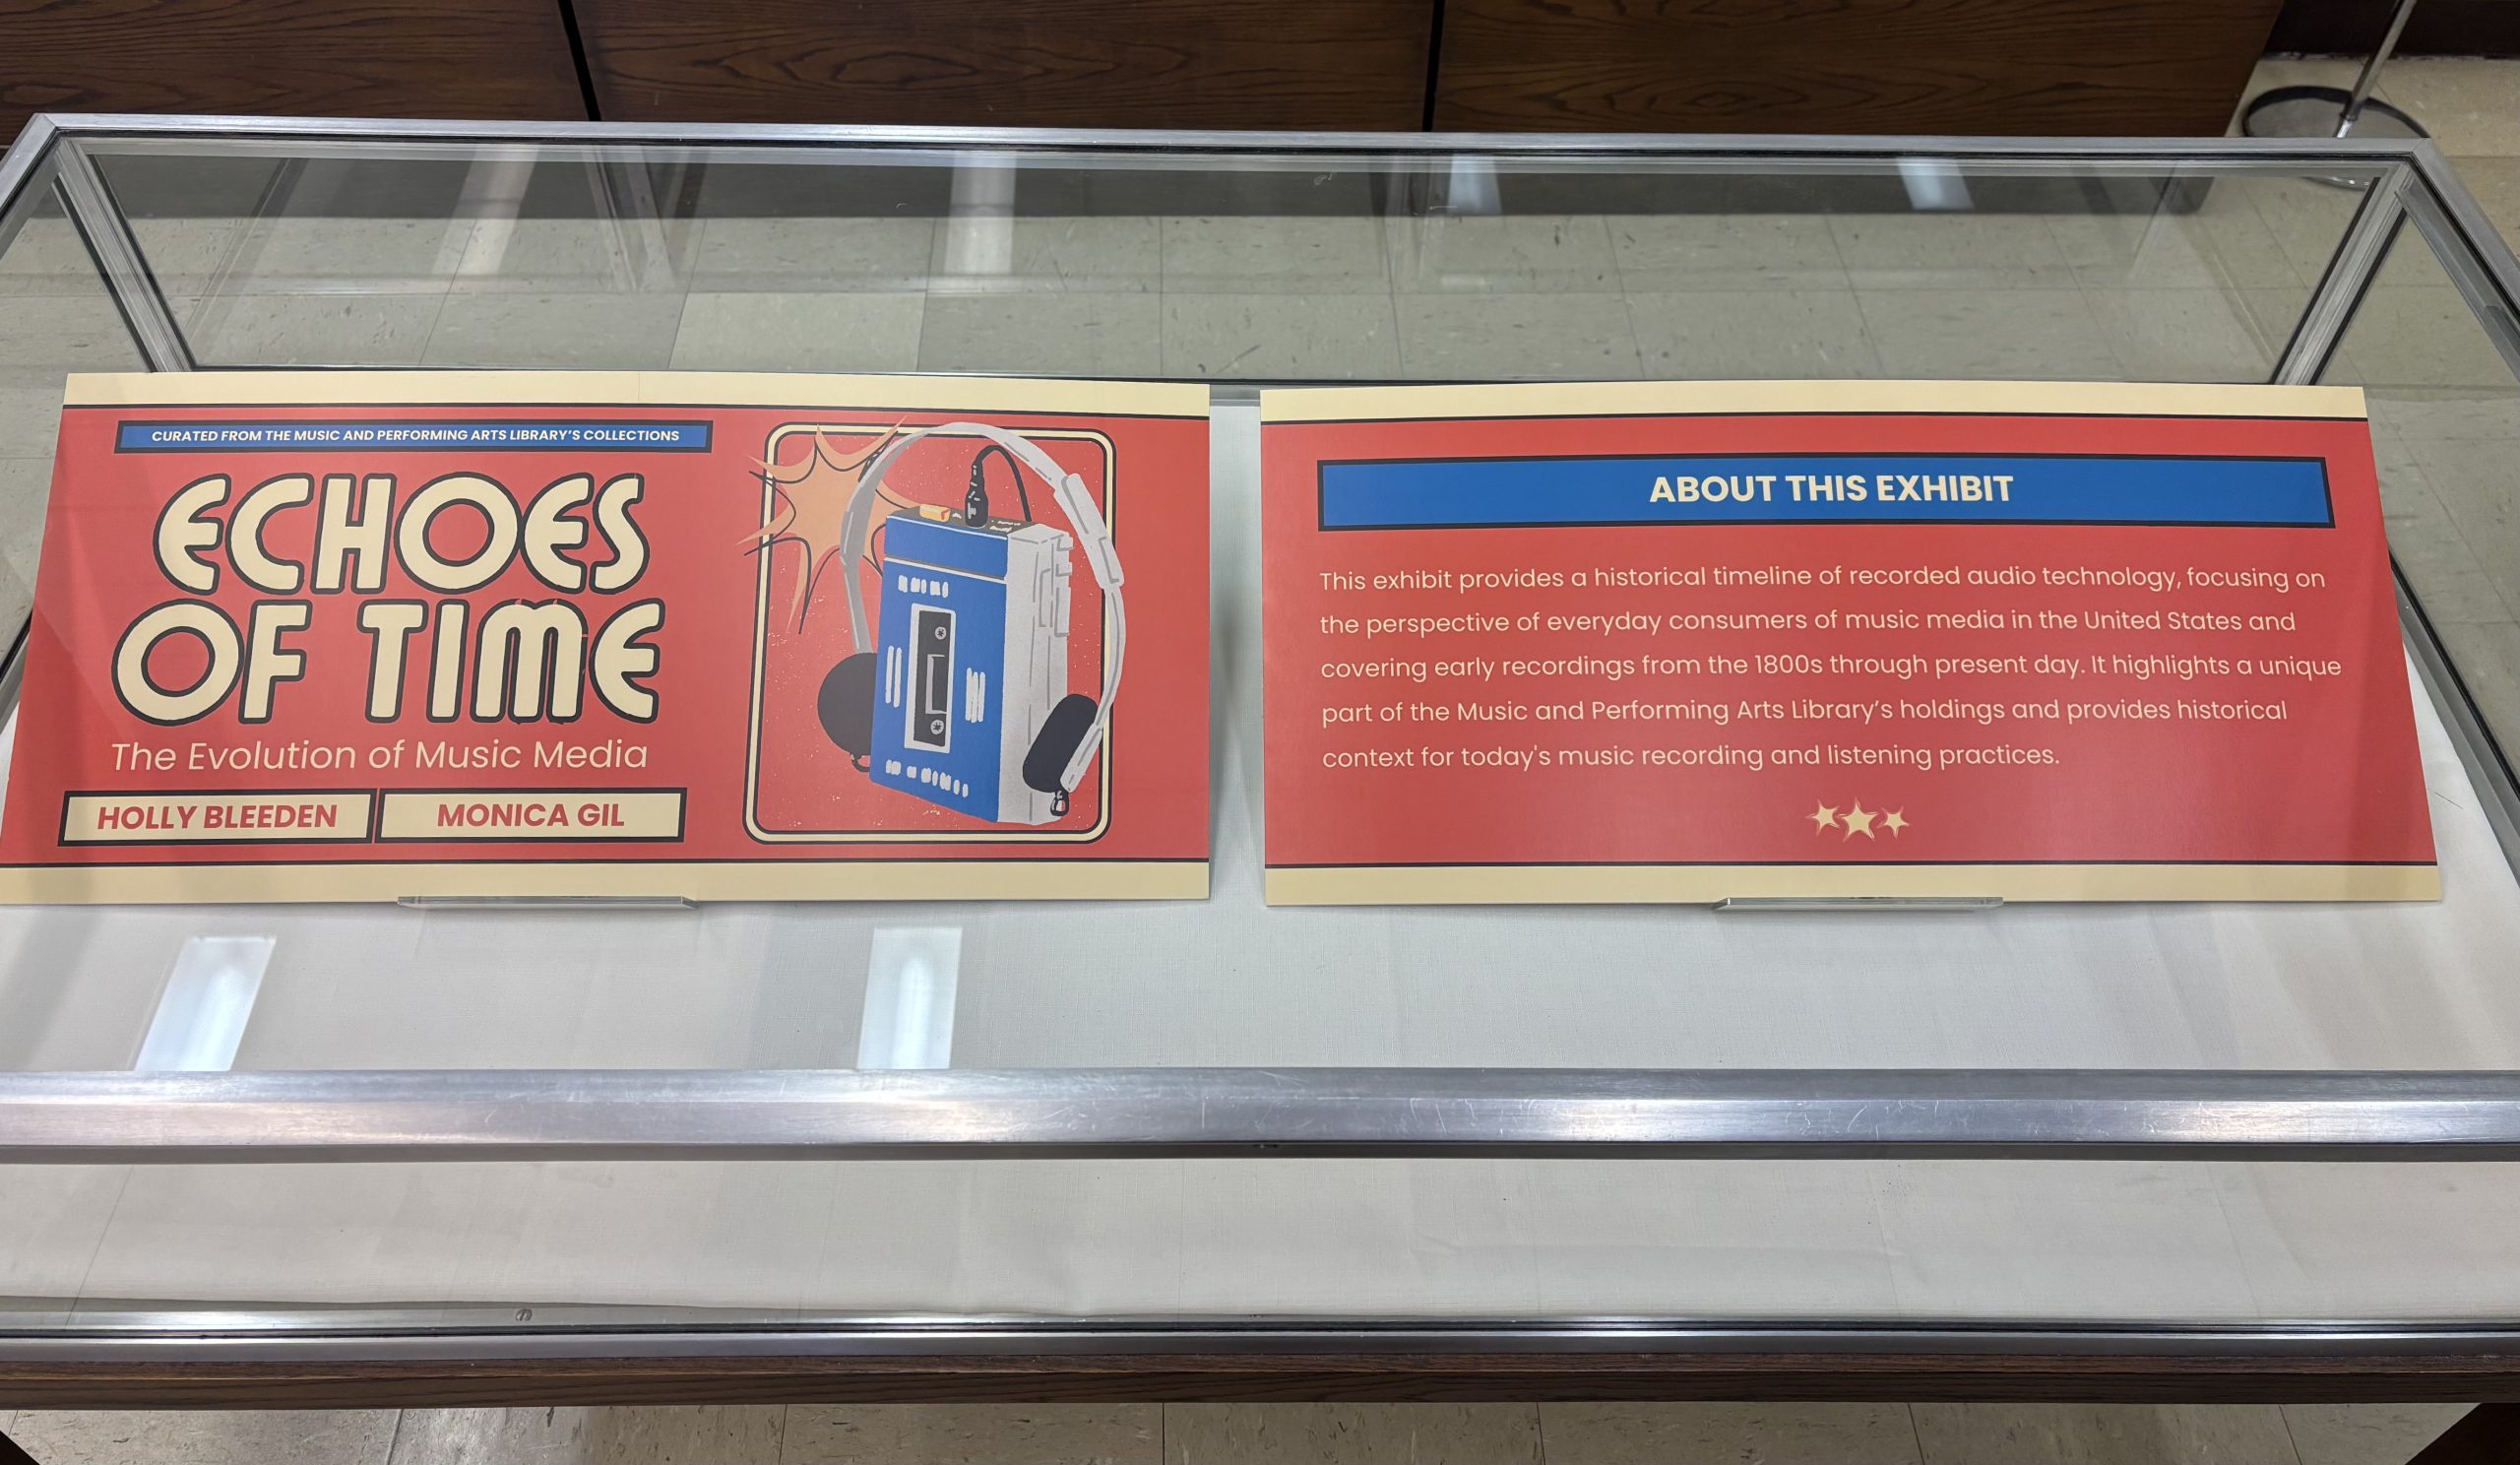 CURATED FROM THE MUSIC AND PERFORMING ARTS LIBRARY'S COLLECTIONS
ECHOES
OF TIME
The Evolution of Music Media
HOLLY BLEEDEN
MONICA GIL
ABOUT THIS EXHIBIT
This exhibit provides a historical timeline of recorded audio technology, focusing on
the perspective of everyday consumers of music media in the United States and
covering early recordings from the 1800s through present day. It highlights a unique
part of the Music and Performing Arts Library's holdings and provides historical
context for today's music recording and listening practices.